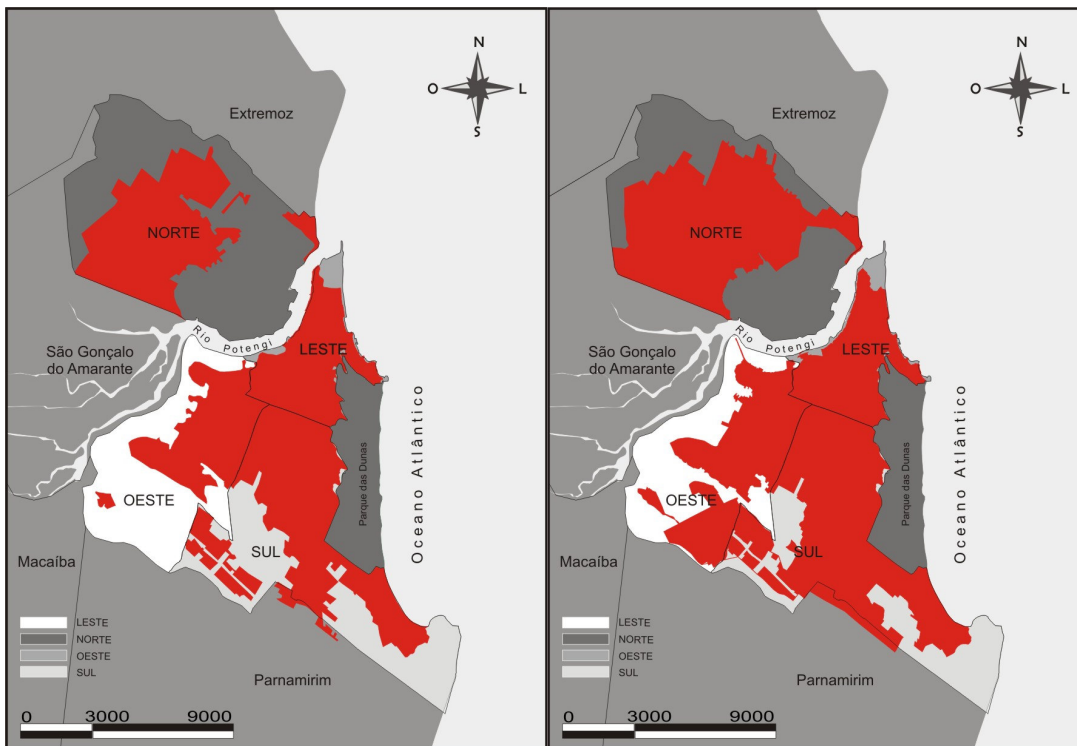 N
O L
S
Extremoz
NORTE
Rio Potengi
São Gonçalo
do Amarante
LESTE
Parque das Dunas
Oceano Atlântico
OESTE
SUL
Macaíba
LESTE
NORTE
OESTE
SUL
Parnamirim
0 3000 9000
N
O L
S
Extremoz
NORTE
Rio Potengi
São Gonçalo
do Amarante
LESTE
Parque das Dunas
Oceano Atlântico
OESTE
SUL
Macaíba
LESTE
NORTE
OESTE
SUL
Parnamirim
0 3000 9000